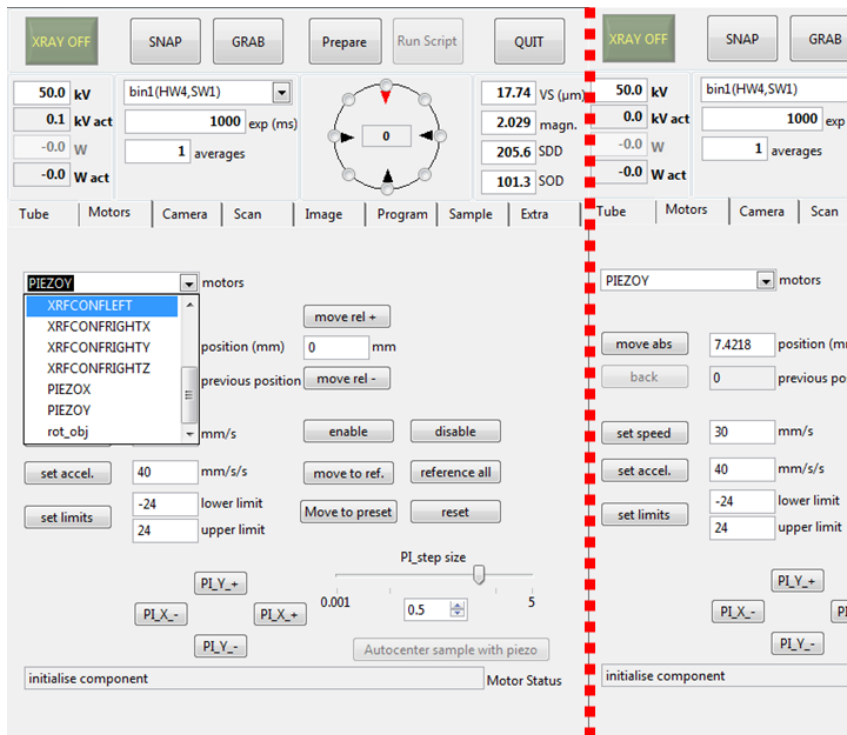 XRAY OFF SNAP GRAB Prepare Run Script QUIT
50.0 kV bin1(HW4,SW1) 17.74 VS (µm)
0.1 kV act 1000 exp (ms) 2.029 magn.
-0.0 W 1 averages 0 205.6 SDD
-0.0 W act 101.3 SOD
Tube Motors Camera Scan Image Program Sample Extra
PIEZOY motors
XRFCONFLEFT
XRFCONFRIGHTX move rel +
XRFCONFRIGHTY position (mm) 0 mm
XRFCONFRIGHTZ
PIEZOX previous position move rel -
PIEZOY
rot_obj mm/s enable disable
set accel. 40 mm/s/s move to ref. reference all
-24 lower limit
set limits Move to preset reset
24 upper limit
PI_step size
PI_Y_+
0.001 0.5 5
PI_X_- PI_X_+
PI_Y_- Autocenter sample with piezo
initialise component Motor Status
XRAY OFF SNAP GRAB
50.0 kV bin1(HW4,SW1)
0.0 kV act 1000 exp
-0.0 W 1 averages
-0.0 W act
Tube Motors Camera Scan
PIEZOY motors
move abs 7.4218 position (mm
back 0 previous po
set speed 30 mm/s
set accel. 40 mm/s/s
-24 lower limit
set limits
24 upper limit
PI_Y_+
PI_X_- PI
PI_Y_-
initialise component